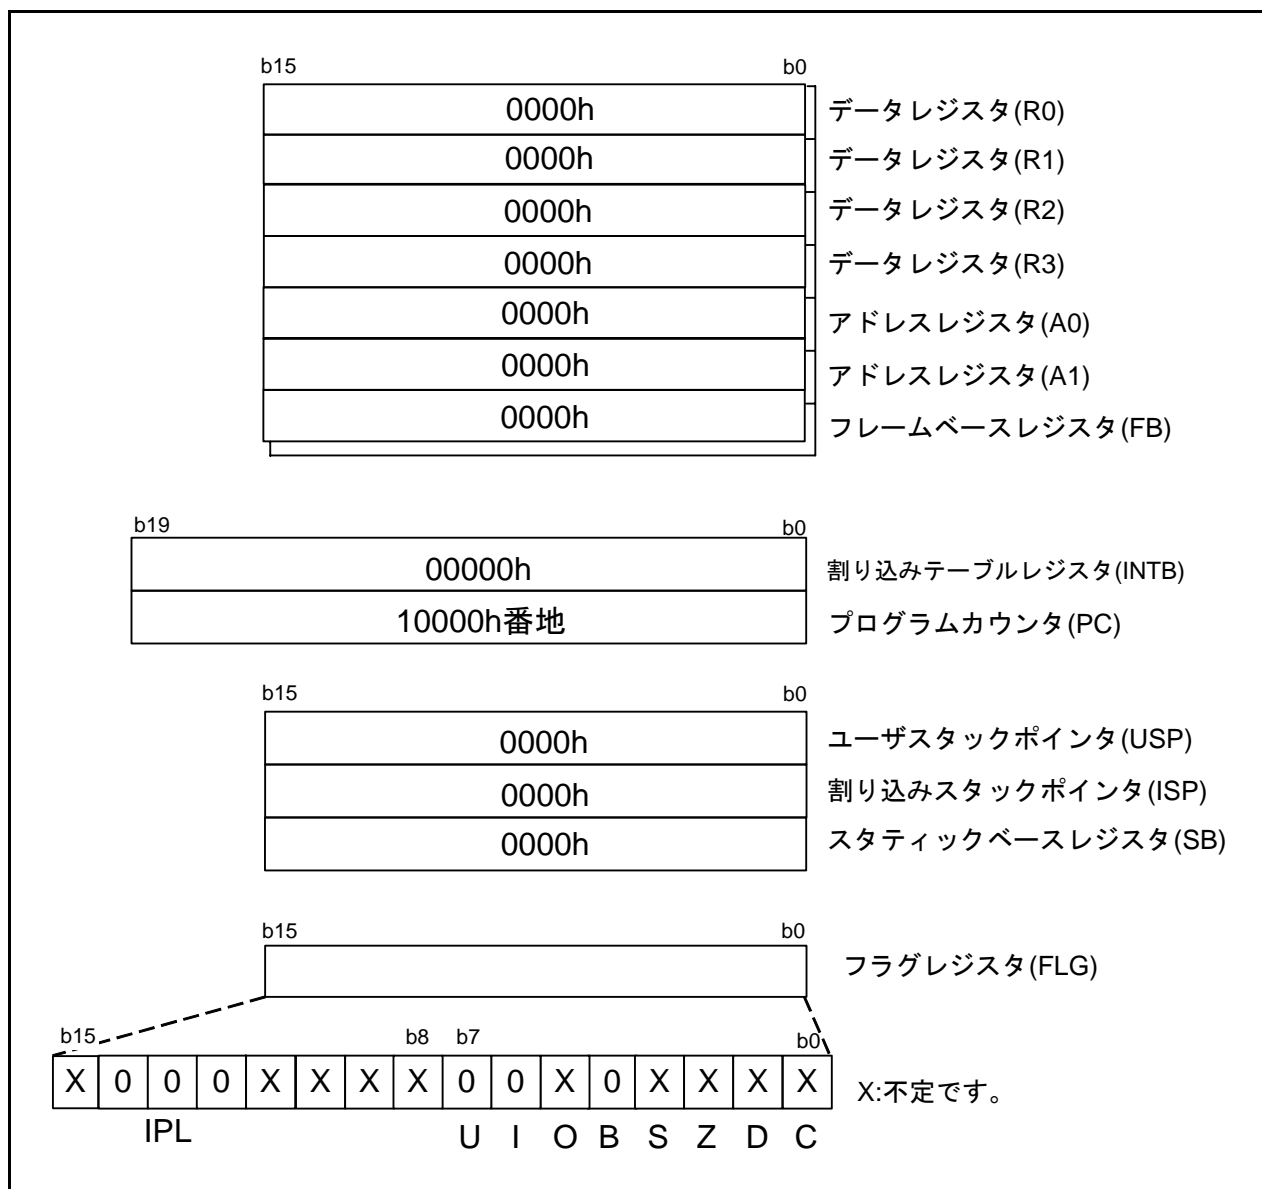 b15 b0
0000h データレジスタ(R0)
0000h データレジスタ(R1)
0000h データレジスタ(R2)
0000h データレジスタ(R3)
0000h アドレスレジスタ(A0)
0000h アドレスレジスタ(A1)
0000h フレームベースレジスタ(FB)
b19 b0
00000h 割り込みテーブルレジスタ(INTB)
10000h番地 プログラムカウンタ(PC)
b15 b0
0000h ユーザスタックポインタ(USP)
0000h 割り込みスタックポインタ(ISP)
0000h スタティックベースレジスタ(SB)
b15 b0
フラグレジスタ(FLG)
b15 b8 b7 b0
X 0 0 0 X X X X 0 0 X 0 X X X X X:不定です。
IPL U I O B S Z D C